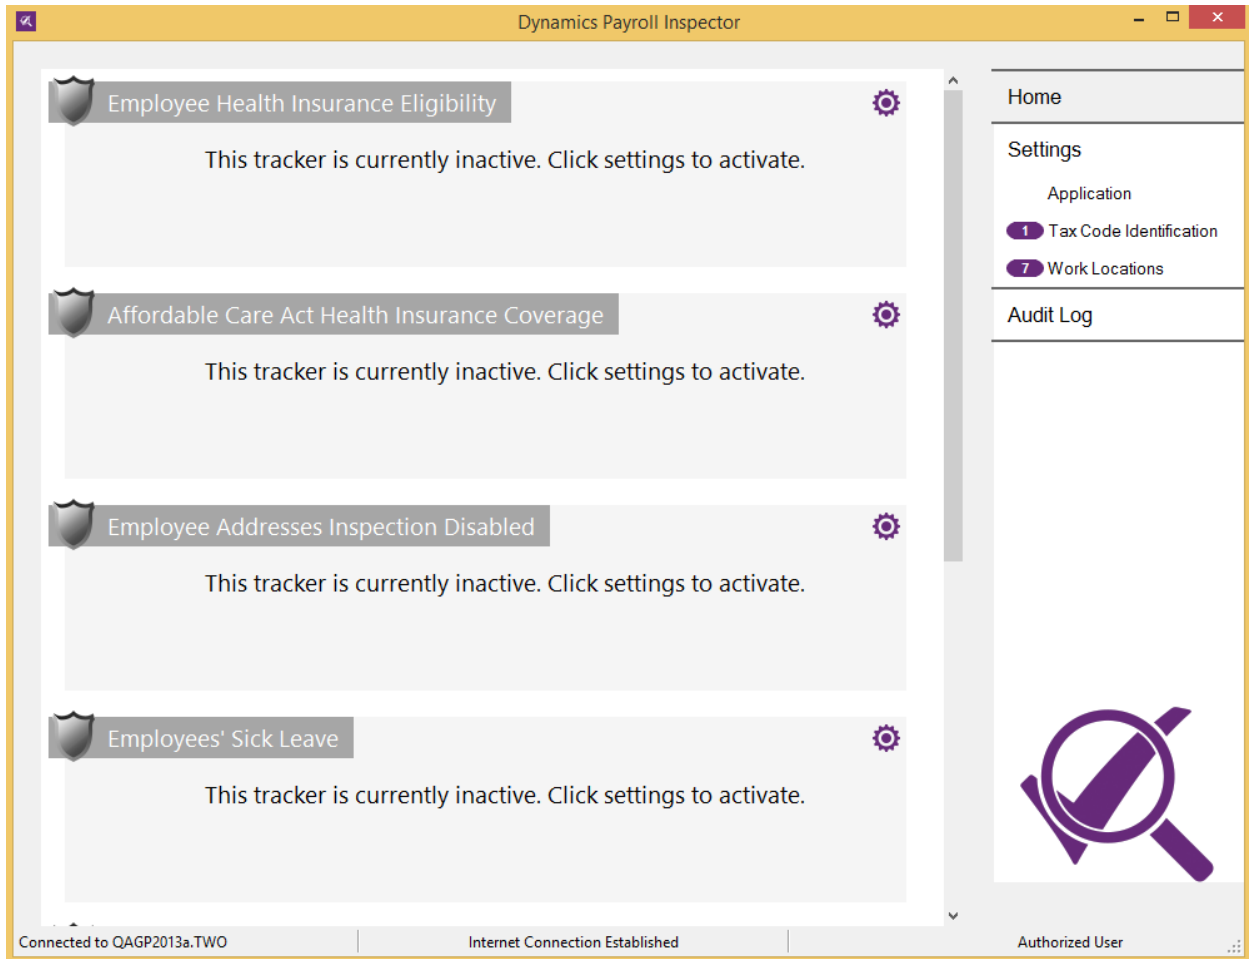 Dynamics Payroll Inspector
Employee Health Insurance Eligibility
This tracker is currently inactive. Click settings to activate.
Affordable Care Act Health Insurance Coverage
This tracker is currently inactive. Click settings to activate.
Employee Addresses Inspection Disabled
This tracker is currently inactive. Click settings to activate.
Employees' Sick Leave
This tracker is currently inactive. Click settings to activate.
Home
Settings
Application
1 Tax Code Identification
7 Work Locations
Audit Log
Connected to QAGP2013a.TWO
Internet Connection Established
Authorized User